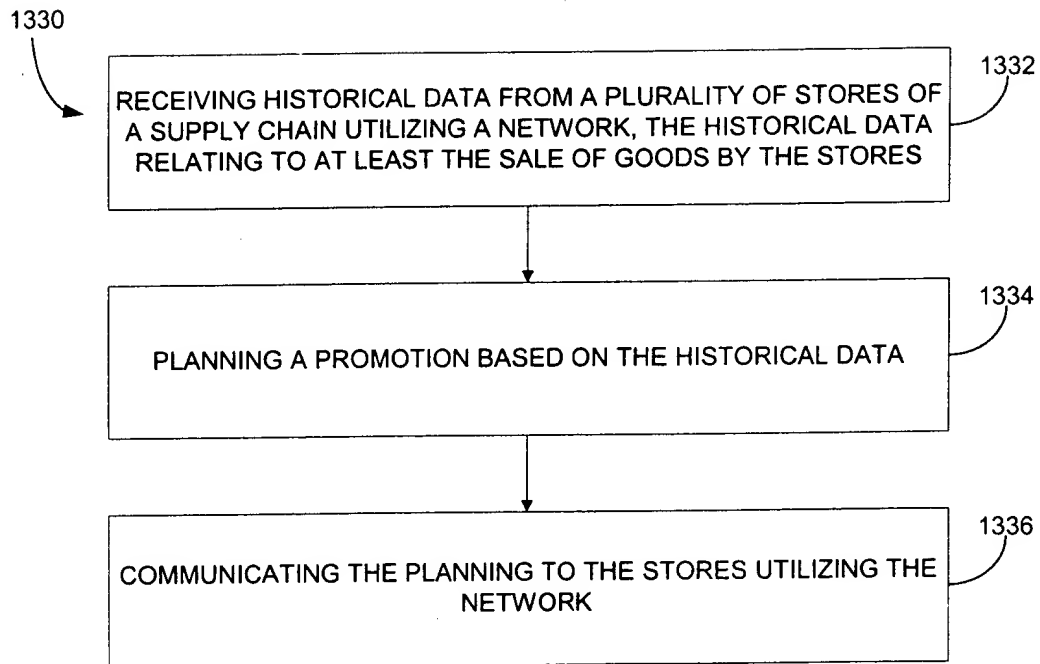 1330
1332
RECEIVING HISTORICAL DATA FROM A PLURALITY OF STORES OF
A SUPPLY CHAIN UTILIZING A NETWORK, THE HISTORICAL DATA
RELATING TO AT LEAST THE SALE OF GOODS BY THE STORES
1334
PLANNING A PROMOTION BASED ON THE HISTORICAL DATA
1336
COMMUNICATING THE PLANNING TO THE STORES UTILIZING THE
NETWORK